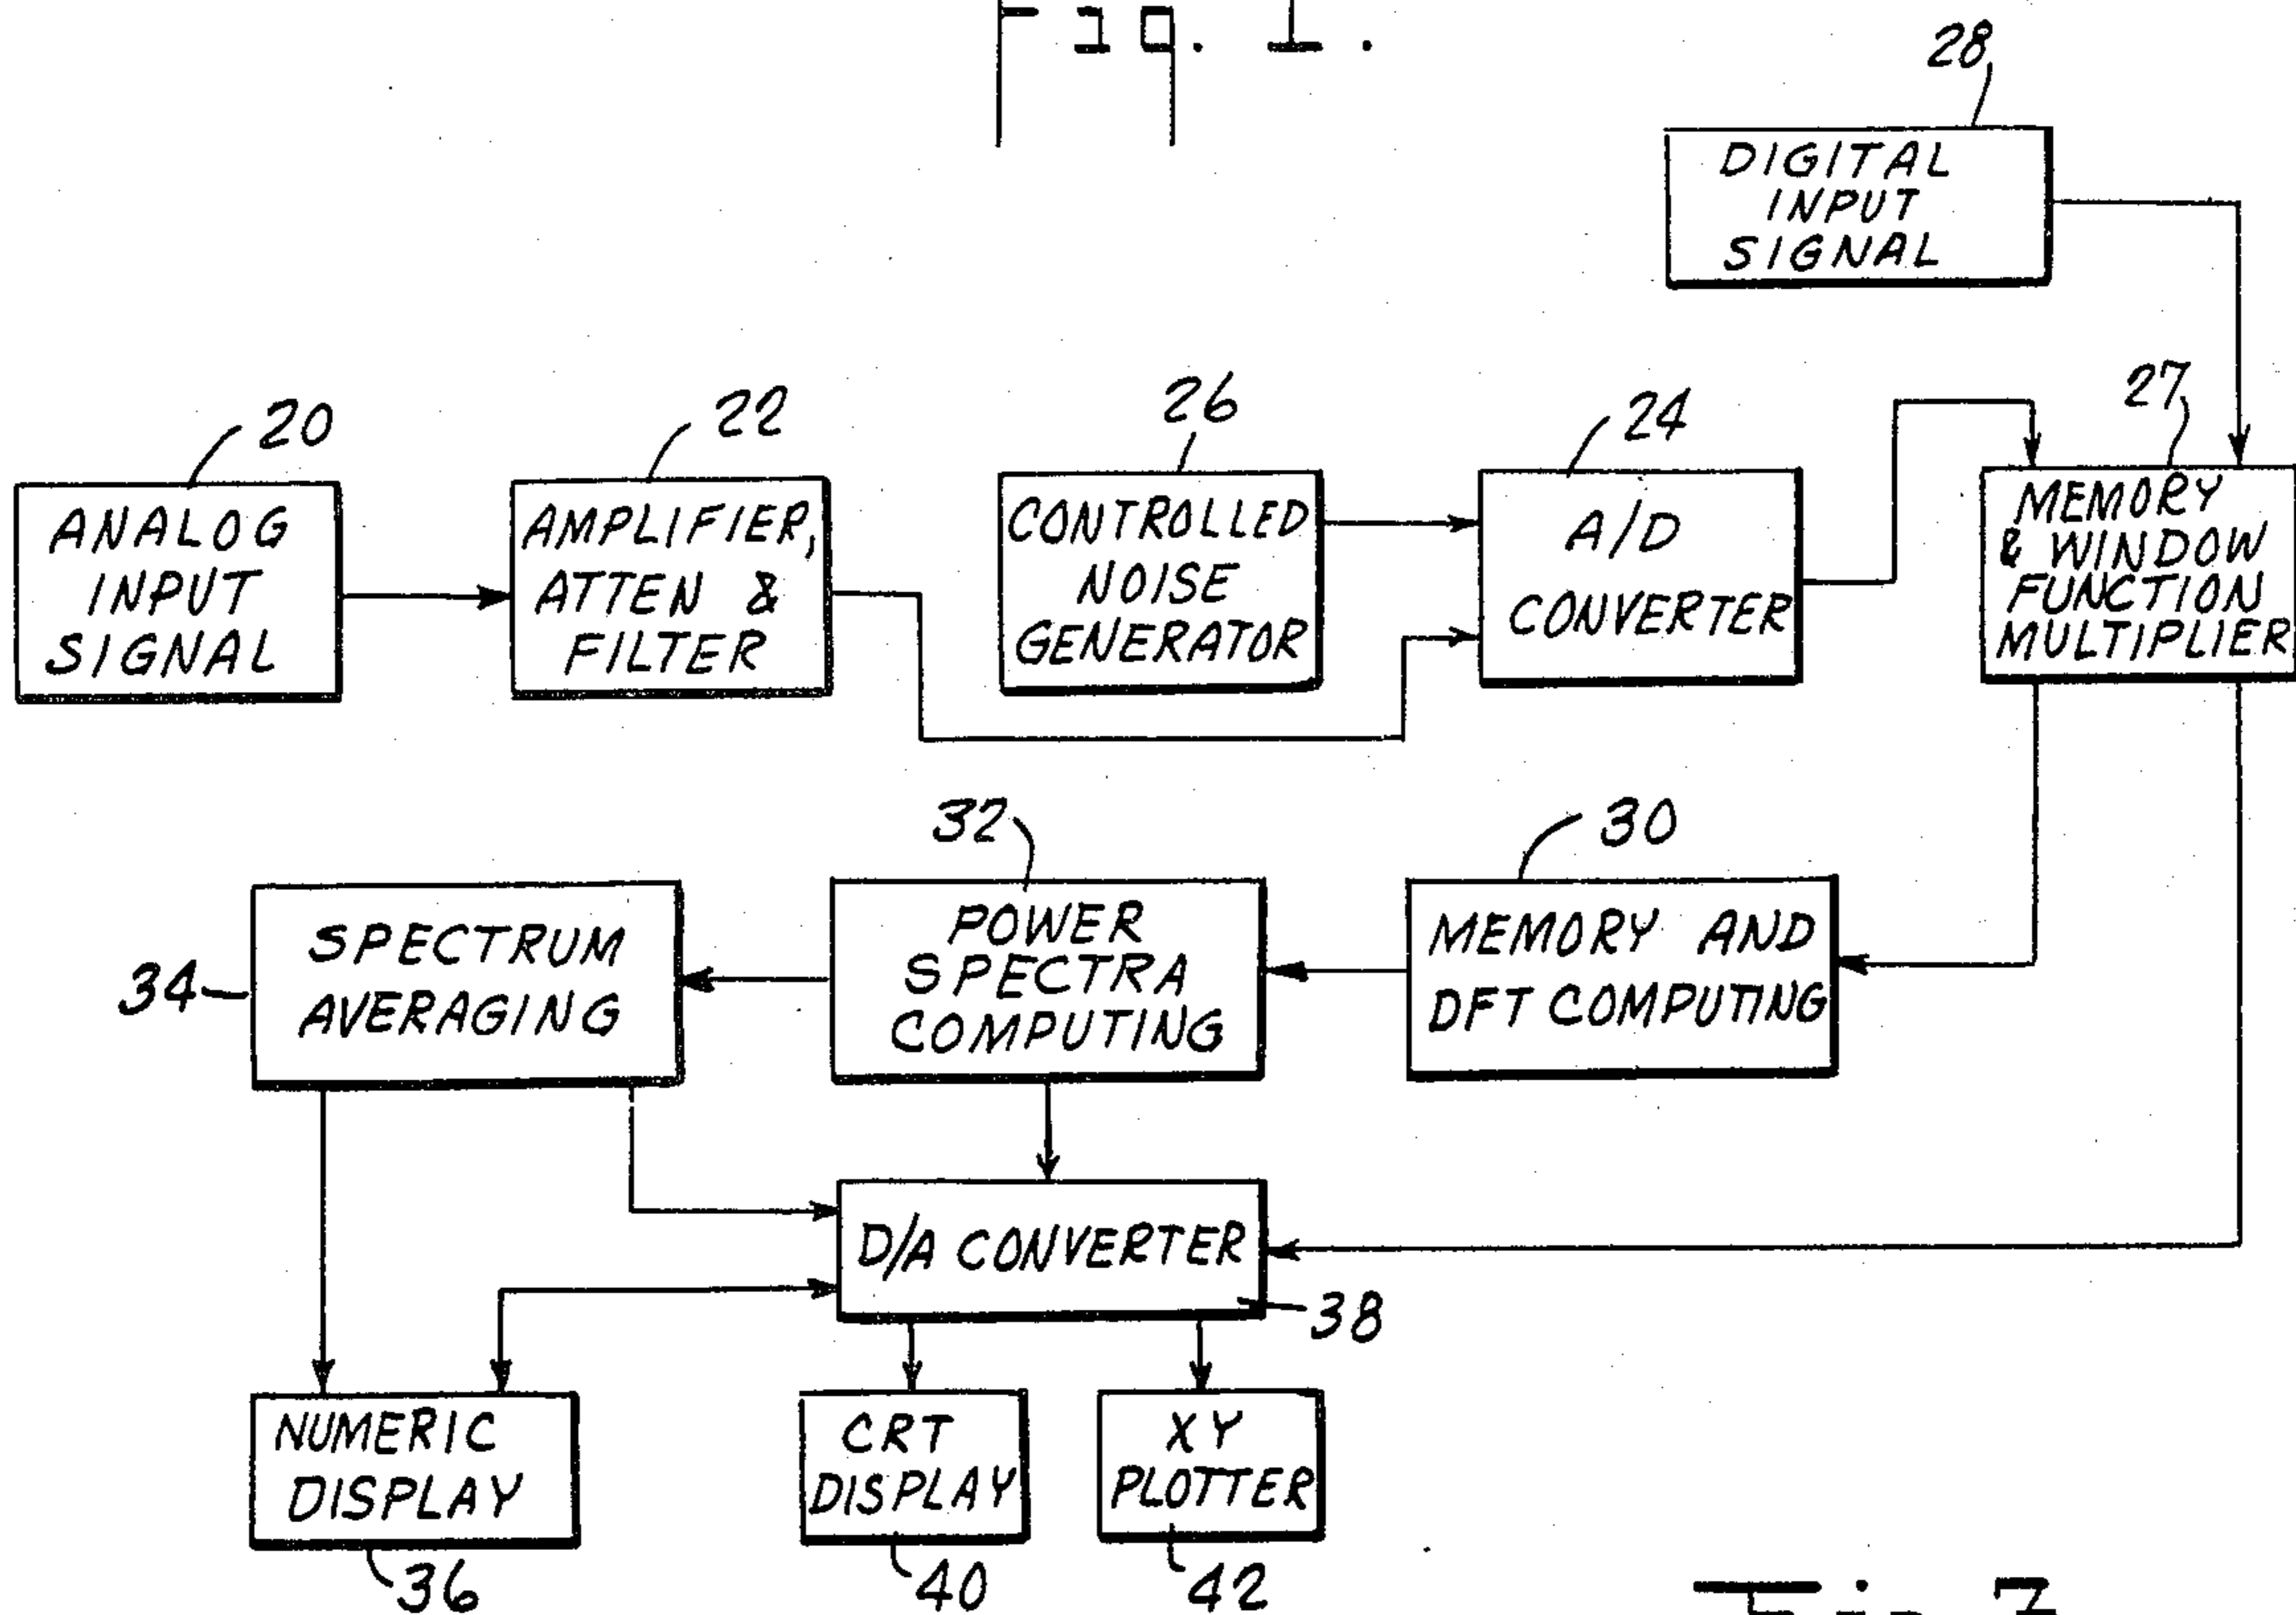 Fig. 1.
28
DIGITAL
INPUT
SIGNAL
20
ANALOG
INPUT
SIGNAL
22
AMPLIFIER,
ATTEN &
FILTER
26
CONTROLLED
NOISE
GENERATOR
24
A/D
CONVERTER
27
MEMORY
& WINDOW
FUNCTION
MULTIPLIER
34
SPECTRUM
AVERAGING
32
POWER
SPECTRA
COMPUTING
30
MEMORY AND
DFT COMPUTING
D/A CONVERTER
38
NUMERIC
DISPLAY
36
CRT
DISPLAY
40
XY
PLOTTER
42